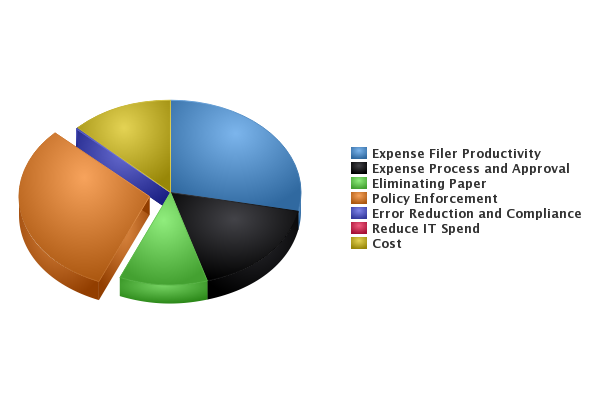 Expense Filer Productivity
Expense Process and Approval
Eliminating Paper
Policy Enforcement
Error Reduction and Compliance
Reduce IT Spend
Cost